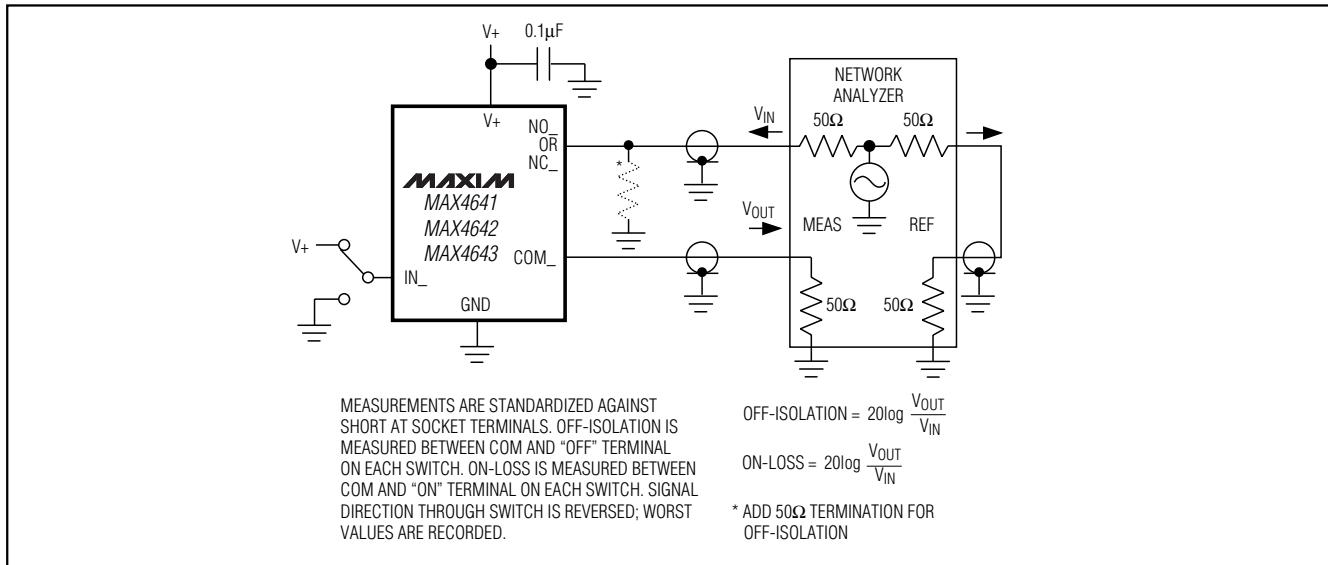 V+ 0.1µF
V+
NO_
OR
NC_
MAXIM
MAX4641
MAX4642
MAX4643
COM_
V+
IN_
GND
*
VIN
VOUT
NETWORK
ANALYZER
50Ω 50Ω
MEAS REF
50Ω 50Ω
MEASUREMENTS ARE STANDARDIZED AGAINST
SHORT AT SOCKET TERMINALS. OFF-ISOLATION IS
MEASURED BETWEEN COM AND “OFF” TERMINAL
ON EACH SWITCH. ON-LOSS IS MEASURED BETWEEN
COM AND “ON” TERMINAL ON EACH SWITCH. SIGNAL
DIRECTION THROUGH SWITCH IS REVERSED; WORST
VALUES ARE RECORDED.
OFF-ISOLATION = 20log VOUT
VIN
ON-LOSS = 20log VOUT
VIN
* ADD 50Ω TERMINATION FOR
OFF-ISOLATION